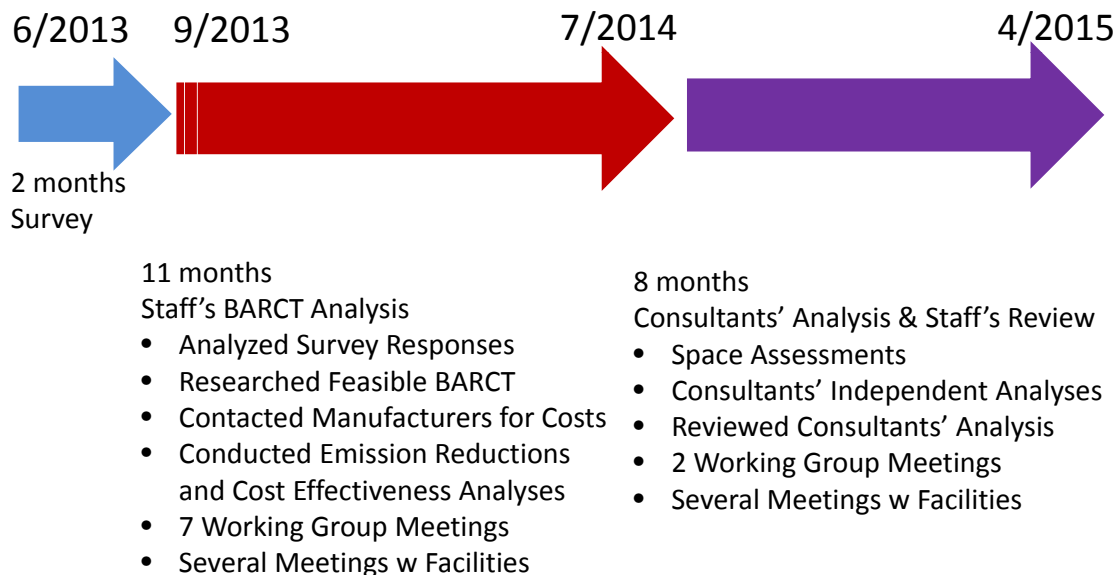 6/2013 9/2013 7/2014 4/2015
2 months
Survey
11 months
Staff’s BARCT Analysis
• Analyzed Survey Responses
• Researched Feasible BARCT
• Contacted Manufacturers for Costs
• Conducted Emission Reductions
and Cost Effectiveness Analyses
• 7 Working Group Meetings
• Several Meetings w Facilities
8 months
Consultants’ Analysis & Staff’s Review
• Space Assessments
• Consultants’ Independent Analyses
• Reviewed Consultants’ Analysis
• 2 Working Group Meetings
• Several Meetings w Facilities